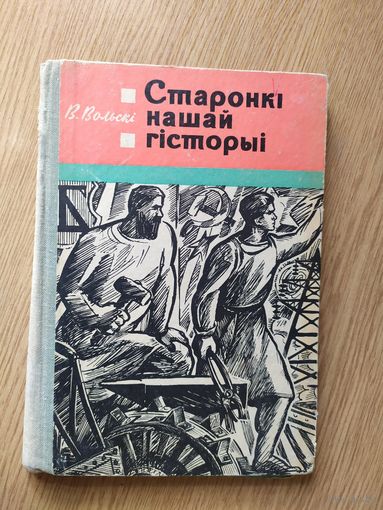 В. Вольскі
Старонкі
нашай
гісторыі